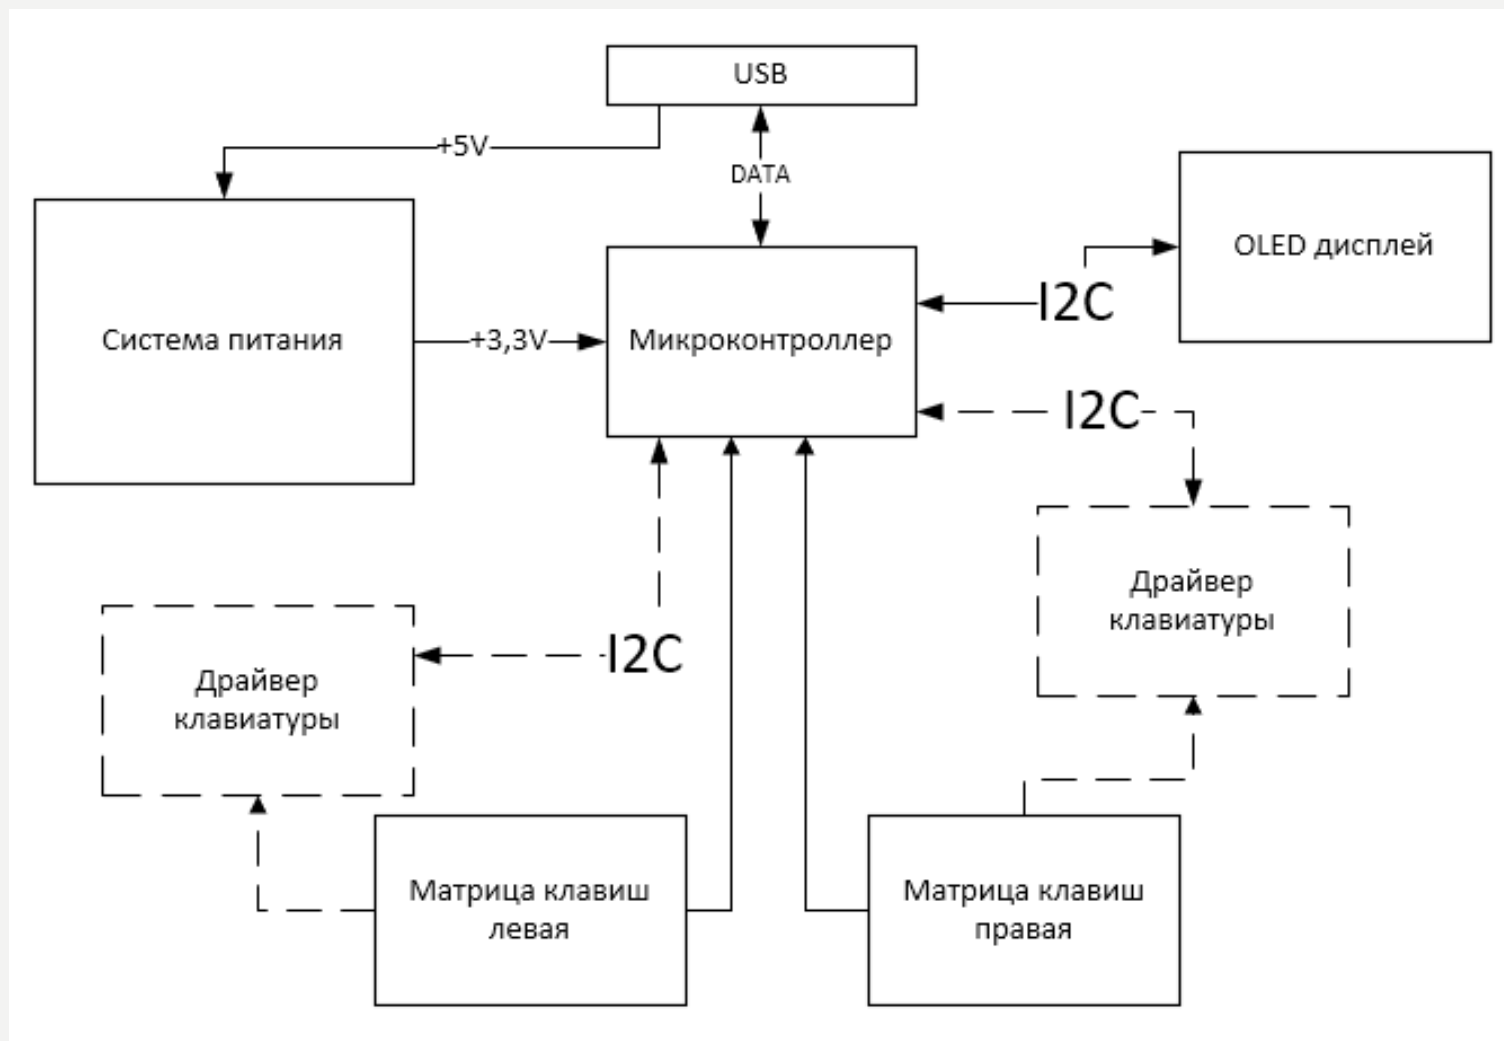 USB
+5V
DATA
OLED дисплей
I2C
Система питания
+3,3V
Микроконтроллер
I2C
Драйвер
клавиатуры
I2C
Драйвер
клавиатуры
Матрица клавиш
левая
Матрица клавиш
правая